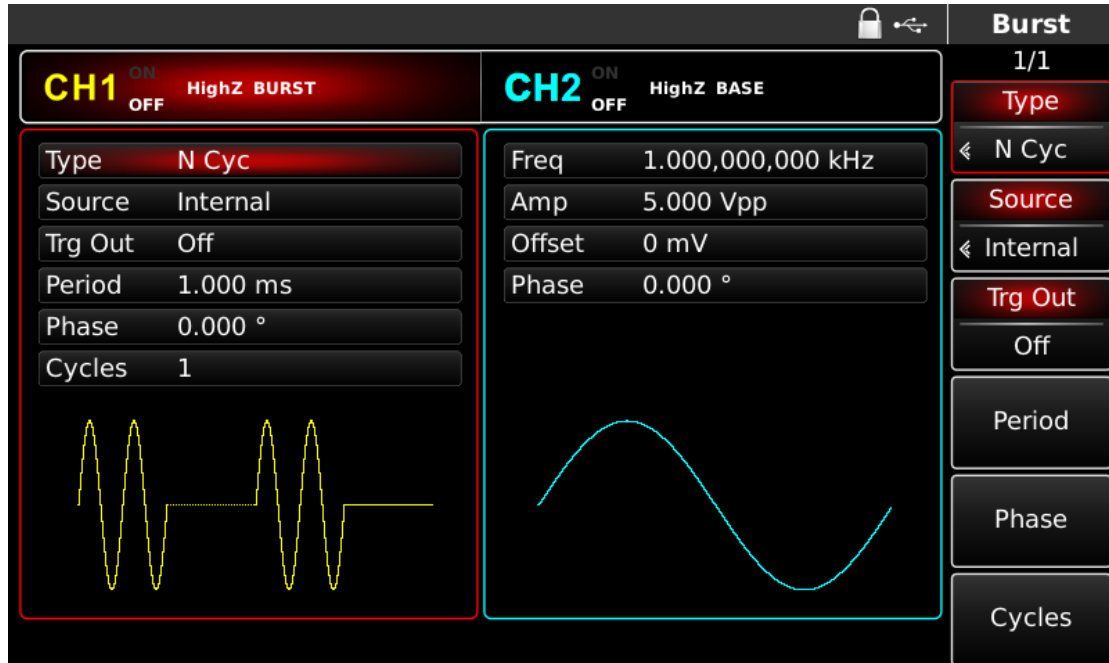 Burst
1/1
CH1 ON OFF HighZ BURST
CH2 ON OFF HighZ BASE
Type N Cyc
Source Internal
Trg Out Off
Period 1.000 ms
Phase 0.000 °
Cycles 1
Freq 1.000,000,000 kHz
Amp 5.000 Vpp
Offset 0 mV
Phase 0.000 °
Type
N Cyc
Source
Internal
Trg Out
Off
Period
Phase
Cycles